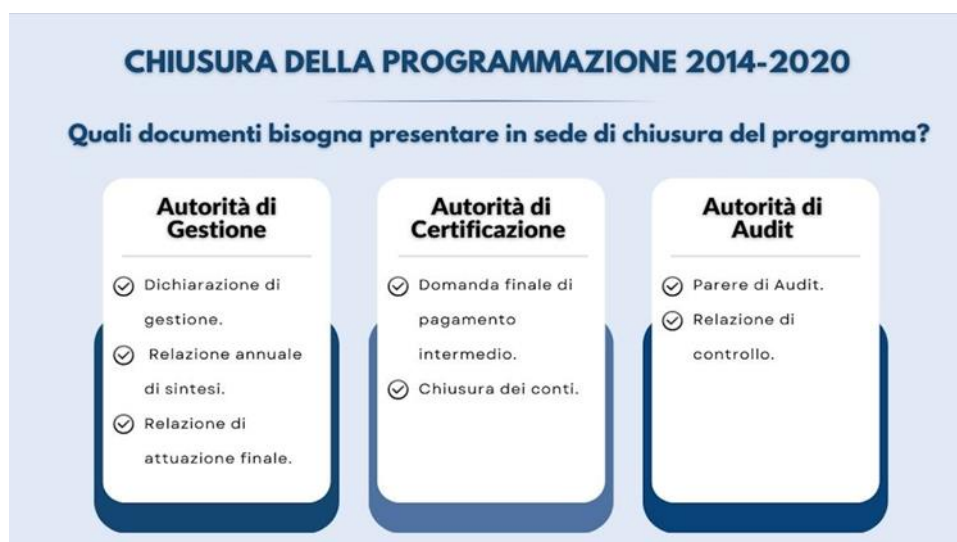 CHIUSURA DELLA PROGRAMMAZIONE 2014-2020
Quali documenti bisogna presentare in sede di chiusura del programma?
Autorità di
Gestione
Dichiarazione di
gestione.
Relazione annuale
di sintesi.
Relazione di
attuazione finale.
Autorità di
Certificazione
Domanda finale di
pagamento
intermedio.
Chiusura dei conti.
Autorità di
Audit
Parere di Audit.
Relazione di
controllo.